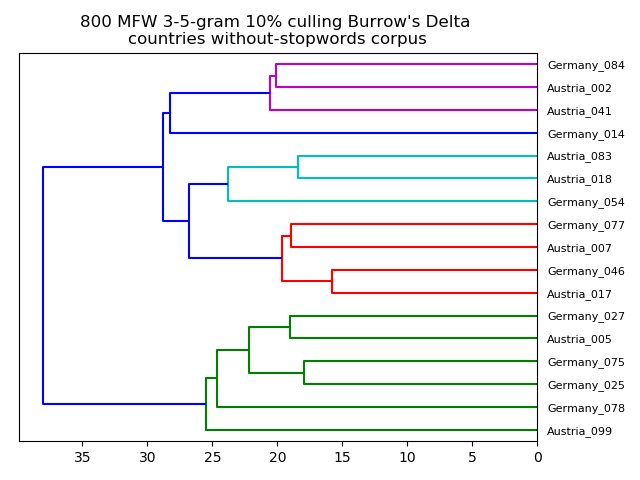 800 MFW 3-5-gram 10% culling Burrow's Delta
countries without-stopwords corpus
Germany_084
Austria_002
Austria_041
Germany_014
Austria_083
Austria_018
Germany_054
Germany_077
Austria_007
Germany_046
Austria_017
Germany_027
Austria_005
Germany_075
Germany_025
Germany_078
Austria_099
35 30 25 20 15 10 5 0